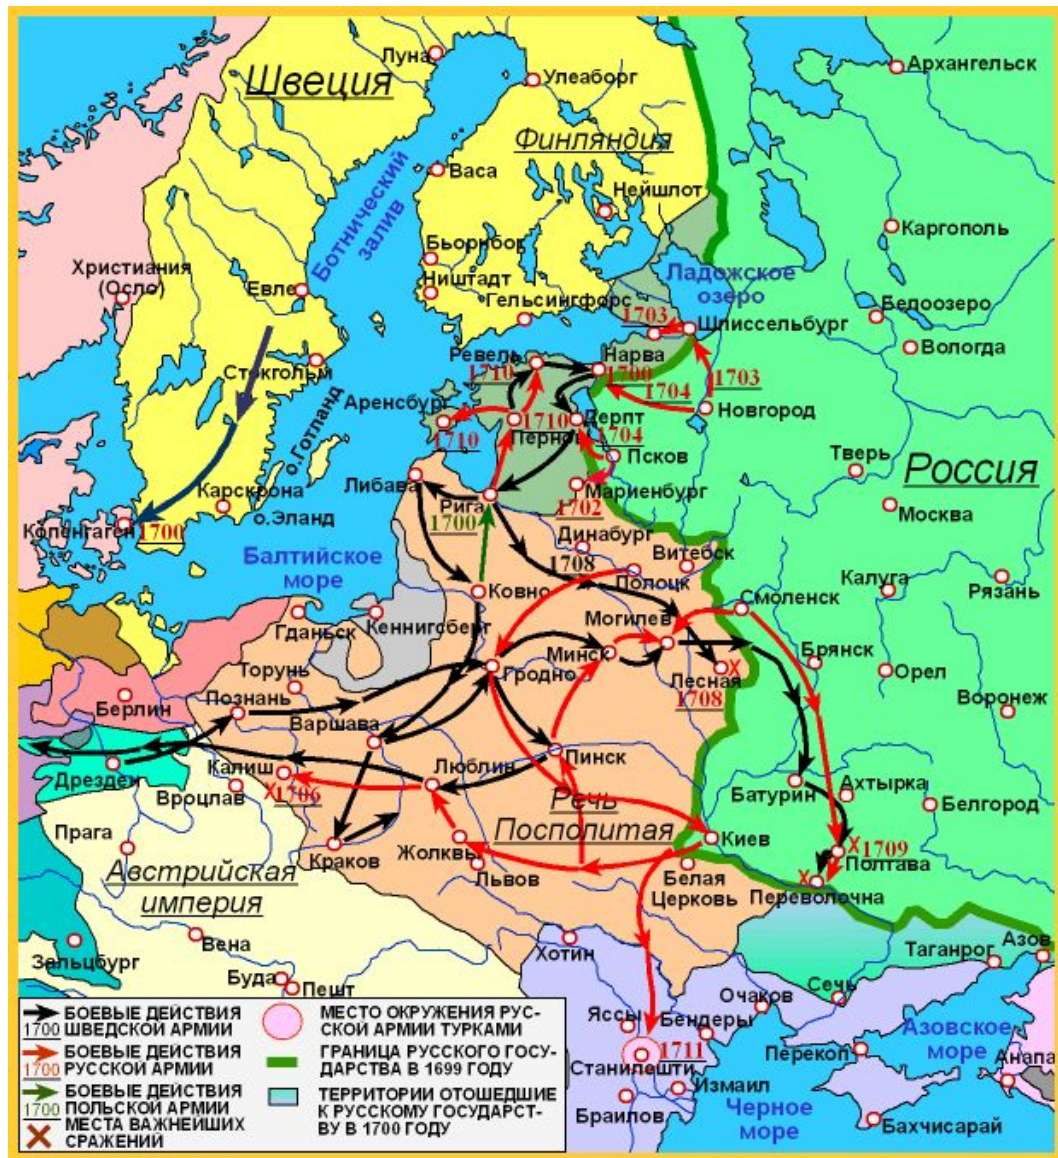 Луна
Швеция
Улеаборг
Архангельск
Финляндия
Васа
Нейшлот
Ботнический
залив
Каргополь
Бьорнборг
Христиания
(Осло)
Евле
Ништадт
Ладожское
озеро
Гельсингфорс
Белоозеро
1703
Шлиссельбург
Вологда
Ревель
1710
Нарва
1700
Стокгольм
1704
1703
Аренсбург
Новгород
1710
Дерпт
1710
Пернов
1704
о.Готланд
Псков
Тверь
Россия
Либава
Карскрона
Рига
Мариенбург
1700
1702
Москва
Копенгаген
1700
о.Эланд
Динабург
Витебск
Балтийское
море
1708
Полоцк
Калуга
Рязань
Ковно
Смоленск
Гданьск
Кеннигсберг
Могилев
Торунь
Минск
Брянск
Гродно
Лесная
Орел
Познань
1708
Воронеж
Берлин
Варшава
Пинск
Дрезден
Калиш
Люблин
Батурин
Ахтырка
Вроцлав
1706
Речь
Посполитая
Белгород
Прага
Киев
1709
Краков
Жолквы
Полтава
Австрийская
империя
Львов
Белая
Церковь
Переволочна
Вена
Хотин
Таганрог
Азов
Зальцбург
Буда
Пешт
Сечь
Очаков
Яссы
Бендеры
Азовское
море
1711
Перекоп
Станилешти
Анапа
Измаил
Браилов
Черное
море
Бахчисарай
БОЕВЫЕ ДЕЙСТВИЯ
1700 ШВЕДСКОЙ АРМИИ
БОЕВЫЕ ДЕЙСТВИЯ
1700 РУССКОЙ АРМИИ
БОЕВЫЕ ДЕЙСТВИЯ
1700 ПОЛЬСКОЙ АРМИИ
МЕСТА ВАЖНЕЙШИХ
СРАЖЕНИЙ
МЕСТО ОКРУЖЕНИЯ РУС-
СКОЙ АРМИИ ТУРКАМИ
ГРАНИЦА РУССКОГО ГОСУ-
ДАРСТВА В 1699 ГОДУ
ТЕРРИТОРИИ ОТОШЕДШИЕ
К РУССКОМУ ГОСУДАРСТ-
ВУ В 1700 ГОДУ